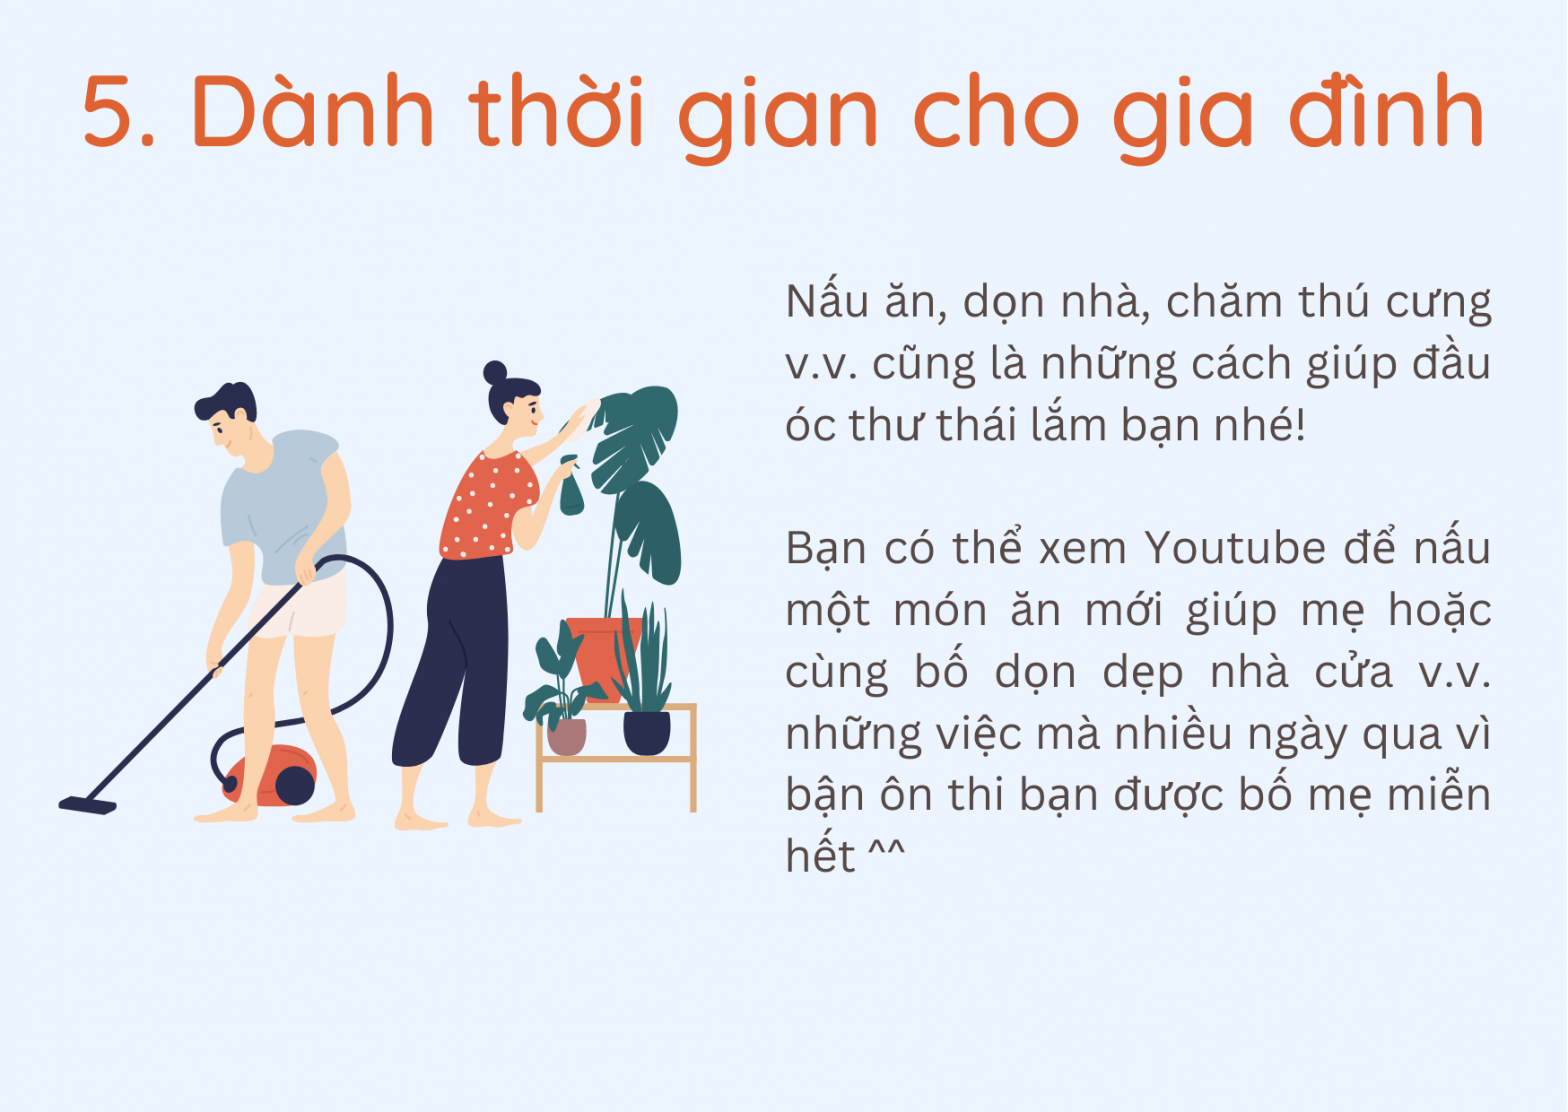 5. Dành thời gian cho gia đình
Nấu ăn, dọn nhà, chăm thú cưng
v.v. cũng là những cách giúp đầu
óc thư thái lắm bạn nhé!
Bạn có thể xem Youtube để nấu
một món ăn mới giúp mẹ hoặc
cùng bố dọn dẹp nhà cửa v.v.
những việc mà nhiều ngày qua vì
bận ôn thi bạn được bố mẹ miễn
hết ^^